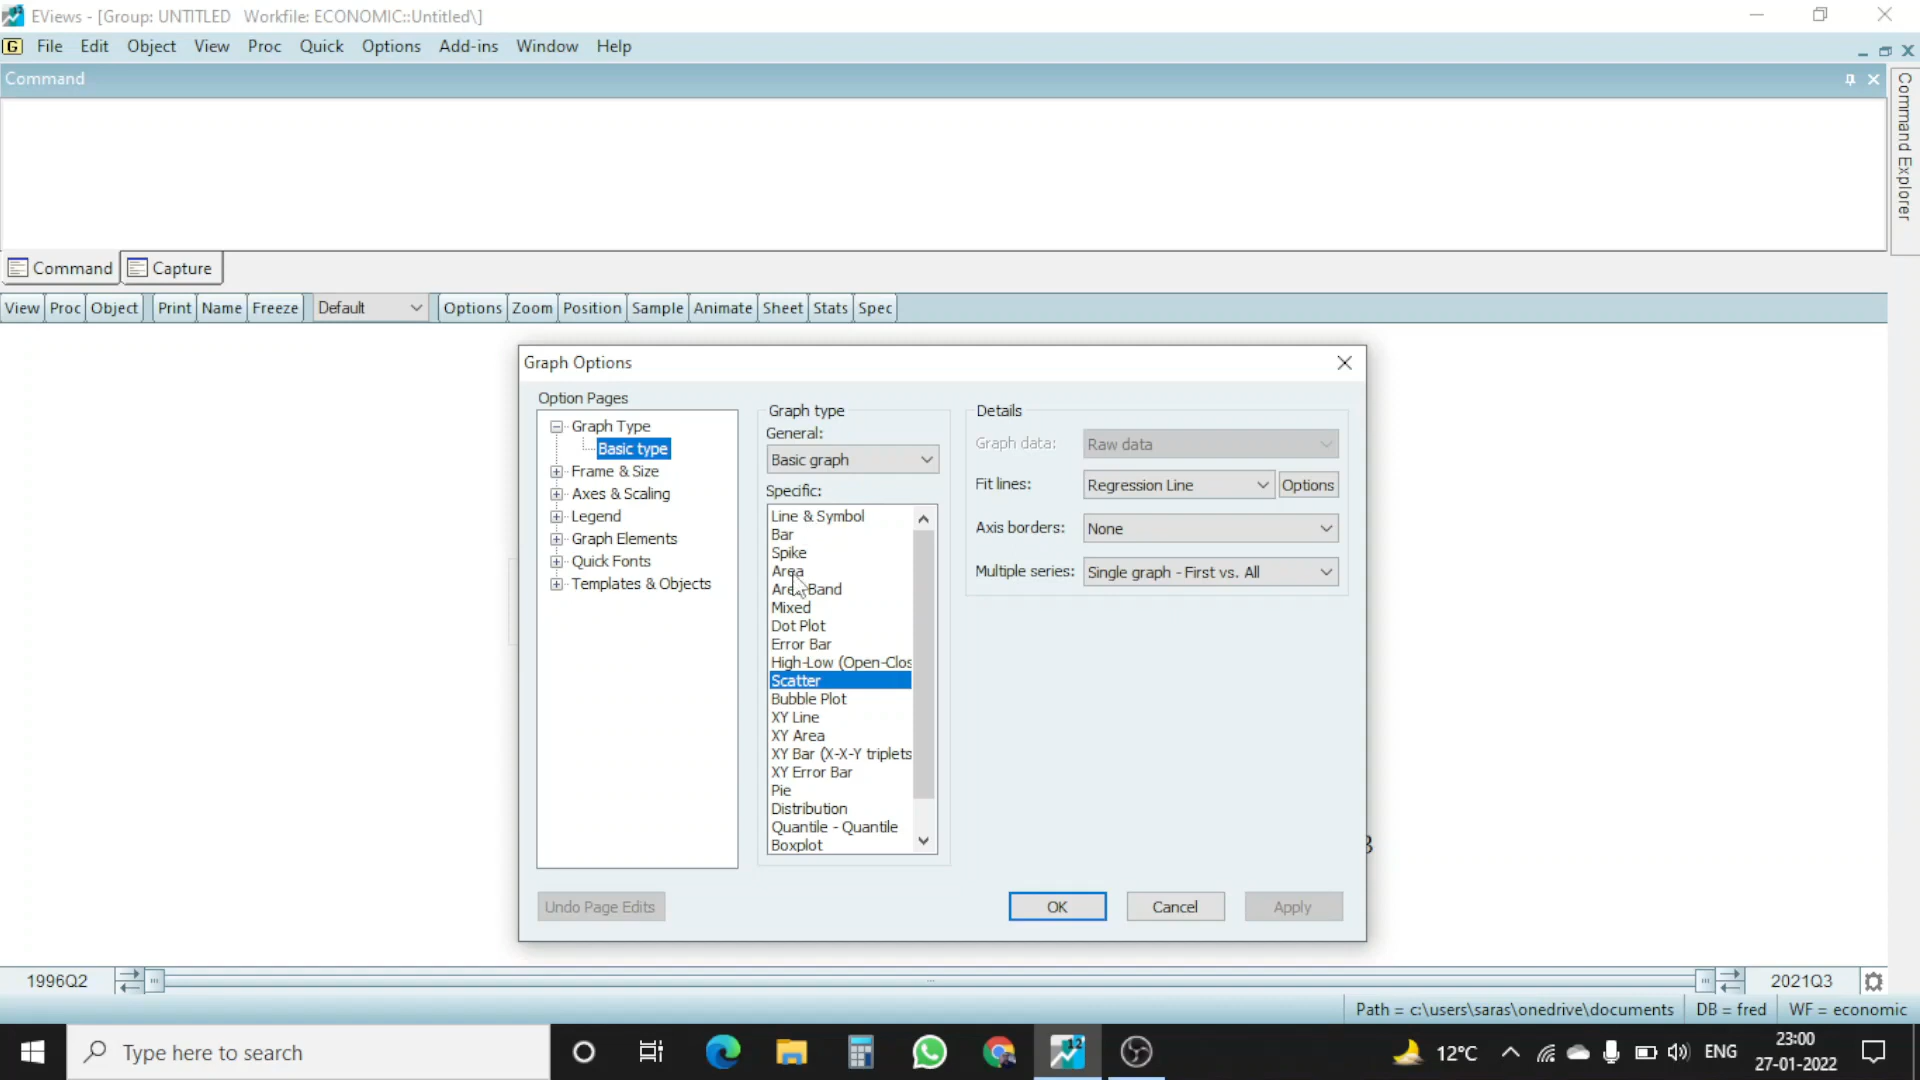 EViews - [Group: UNTITLED   Workfile: ECONOMIC::Untitled\]
G File Edit Object View Proc Quick Options Add-ins Window Help
Command
Command Explorer
Command Capture
View Proc Object Print Name Freeze Default Options Zoom Position Sample Animate Sheet Stats Spec
Graph Options
Option Pages
Graph Type
Basic type
Frame & Size
Axes & Scaling
Legend
Graph Elements
Quick Fonts
Templates & Objects
Graph type
General:
Basic graph
Specific:
Line & Symbol
Bar
Spike
Area
Area Band
Mixed
Dot Plot
Error Bar
High-Low (Open-Clos
Scatter
Bubble Plot
XY Line
XY Area
XY Bar (X-X-Y triplets
XY Error Bar
Pie
Distribution
Quantile - Quantile
Boxplot
Details
Graph data: Raw data
Fit lines: Regression Line Options
Axis borders: None
Multiple series: Single graph - First vs. All
Undo Page Edits OK Cancel Apply
1996Q2 2021Q3
Path = c:\users\saras\onedrive\documents DB = fred WF = economic
Type here to search
12
12°C ENG
23:00
27-01-2022